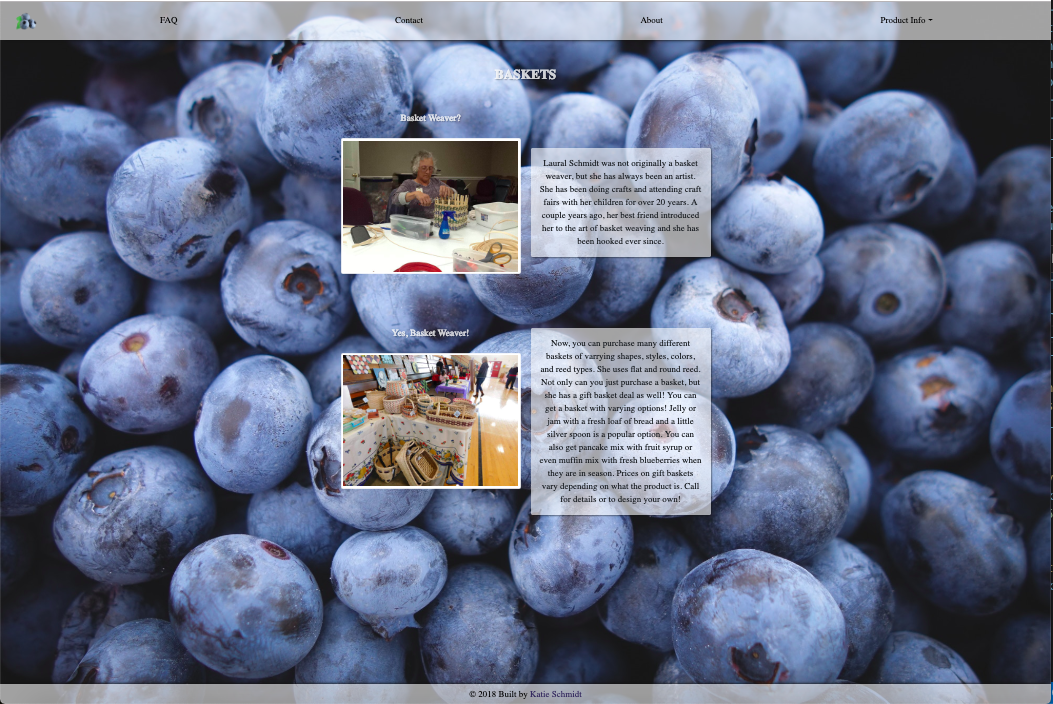 FAQ
Contact
About
Product Info
BASKETS
Basket Weaver?
Laural Schmidt was not originally a basket
weaver, but she has always been an artist.
She has been doing crafts and attending craft
fairs with her children for over 20 years. A
couple years ago, her best friend introduced
her to the art of basket weaving and she has
been hooked ever since.
Yes, Basket Weaver!
Now, you can purchase many different
baskets of varrying shapes, styles, colors,
and reed types. She uses flat and round reed.
Not only can you just purchase a basket, but
she has a gift basket deal as well! You can
get a basket with varying options! Jelly or
jam with a fresh loaf of bread and a little
silver spoon is a popular option. You can
also get pancake mix with fruit syrup or
even muffin mix with fresh blueberries when
they are in season. Prices on gift baskets
vary depending on what the product is. Call
for details or to design your own!
© 2018 Built by Katie Schmidt